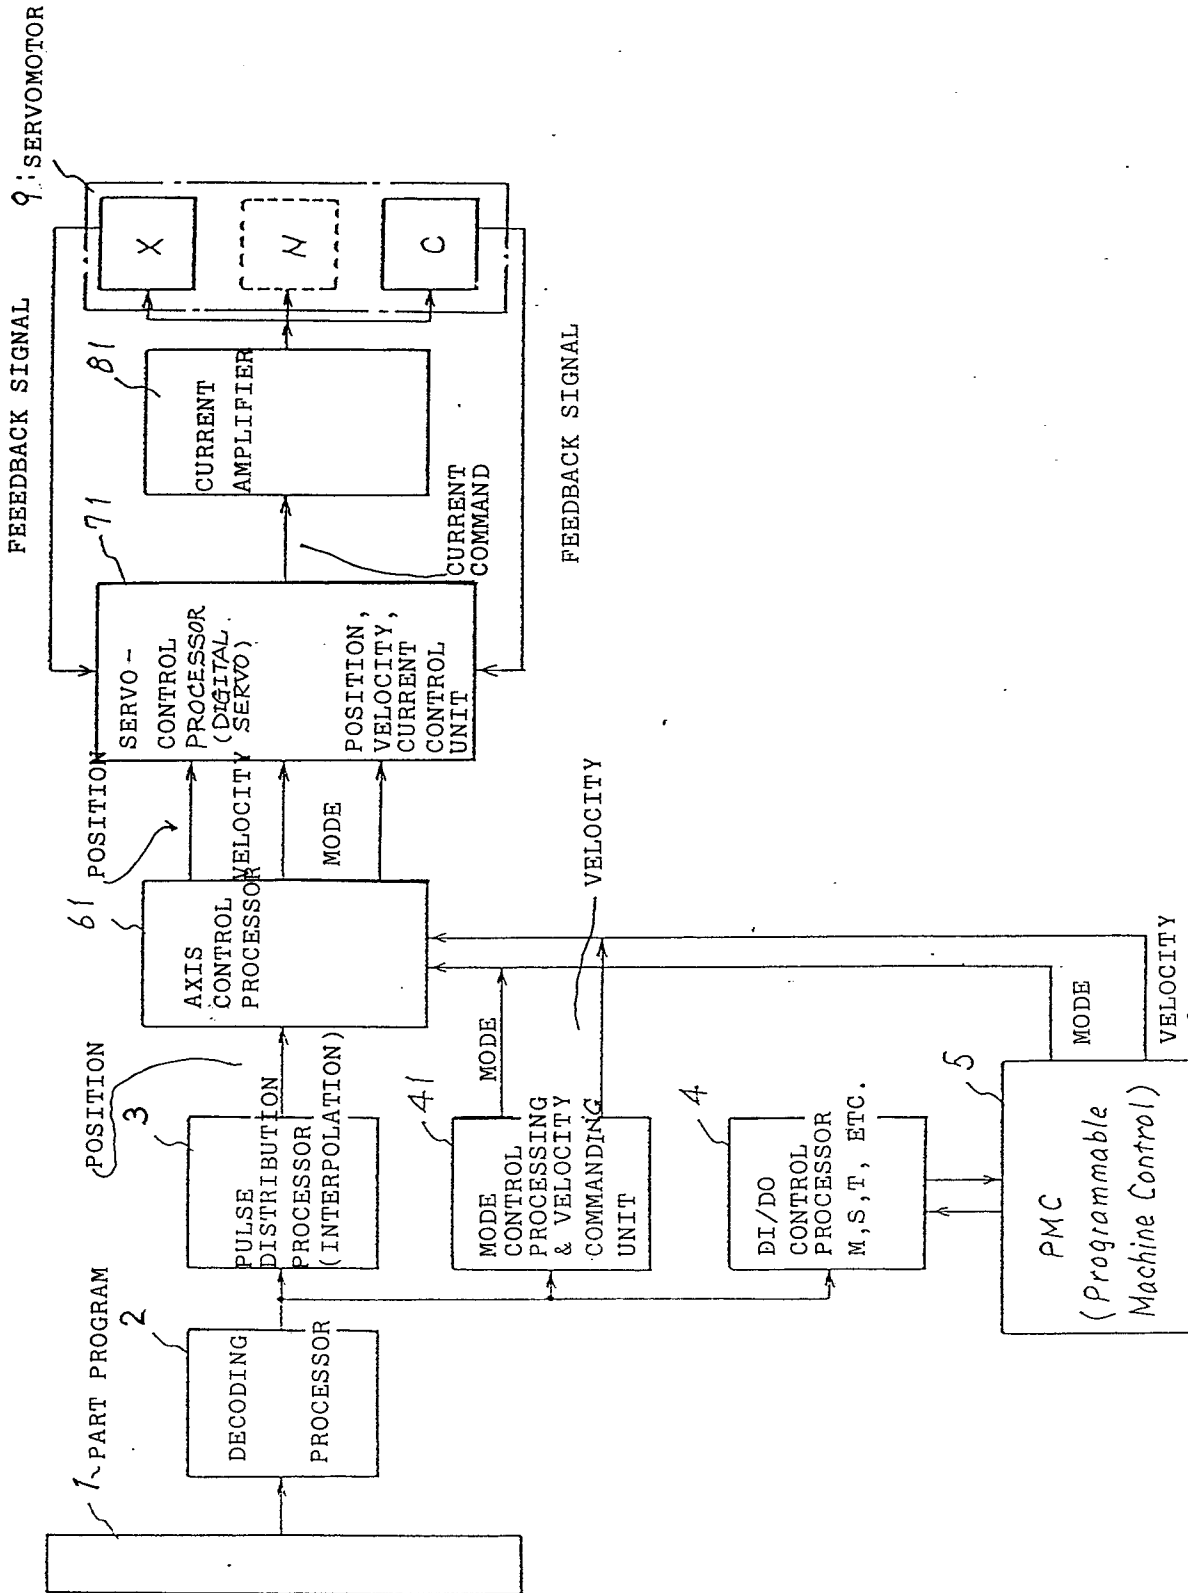 1 PART PROGRAM
2
DECODING
PROCESSOR
POSITION
3
PULSE
DISTRIBUTION
PROCESSOR
(INTERPOLATION)
41
MODE
CONTROL
PROCESSING
& VELOCITY
COMMANDING
UNIT
MODE
VELOCITY
4
DI/DO
CONTROL
PROCESSOR
M,S,T, ETC.
5
PMC
(Programmable
Machine Control)
MODE
VELOCITY
61
AXIS
CONTROL
PROCESSOR
POSITION
VELOCITY
MODE
71
SERVO-
CONTROL
PROCESSOR
(DIGITAL
SERVO)
POSITION,
VELOCITY,
CURRENT
CONTROL
UNIT
CURRENT
COMMAND
81
CURRENT
AMPLIFIER
FEEEDBACK SIGNAL
FEEDBACK SIGNAL
9:SERVOMOTOR
X
N
C